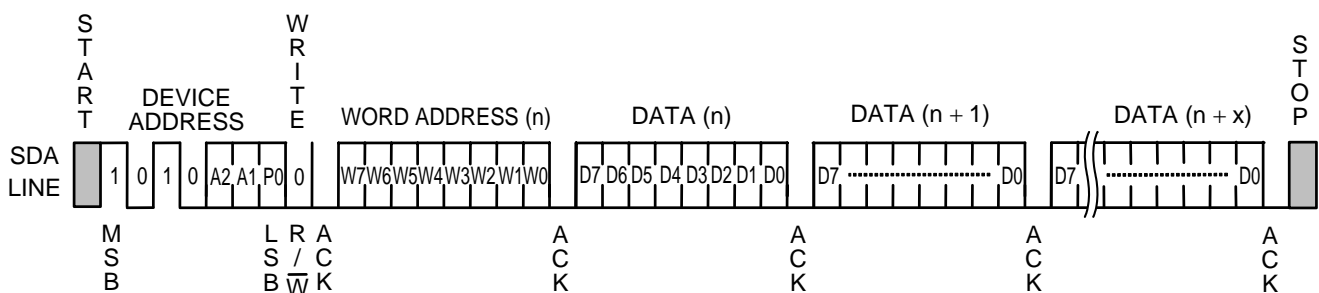 START
WRITE
STOP
DEVICE
ADDRESS
WORD ADDRESS (n)
DATA (n)
DATA (n + 1)
DATA (n + x)
SDA
LINE
1 0 1 0 A2 A1 P0 0 W7 W6 W5 W4 W3 W2 W1 W0 D7 D6 D5 D4 D3 D2 D1 D0 D7 D0 D7 D0
MSB
LSB
R/W̅
ACK
ACK
ACK
ACK
ACK